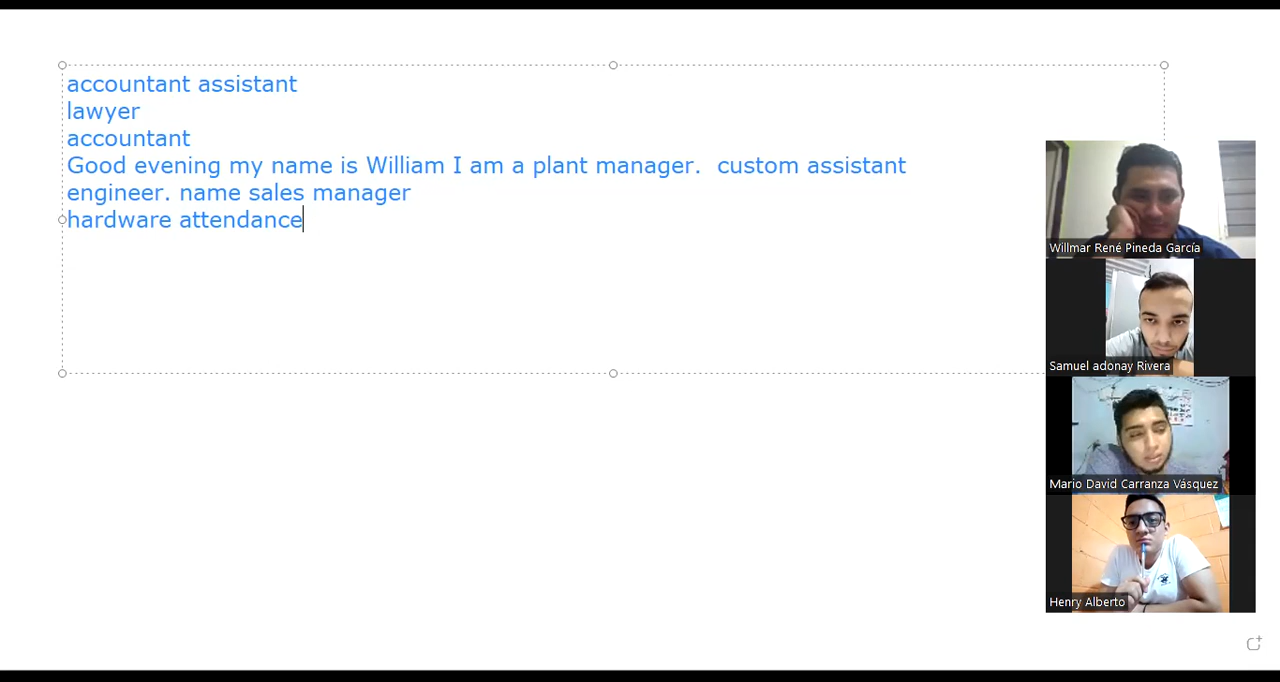 accountant assistant
lawyer
accountant
Good evening my name is William I am a plant manager.  custom assistant
engineer. name sales manager
hardware attendance
Willmar René Pineda García
Samuel adonay Rivera
Mario David Carranza Vásquez
Henry Alberto